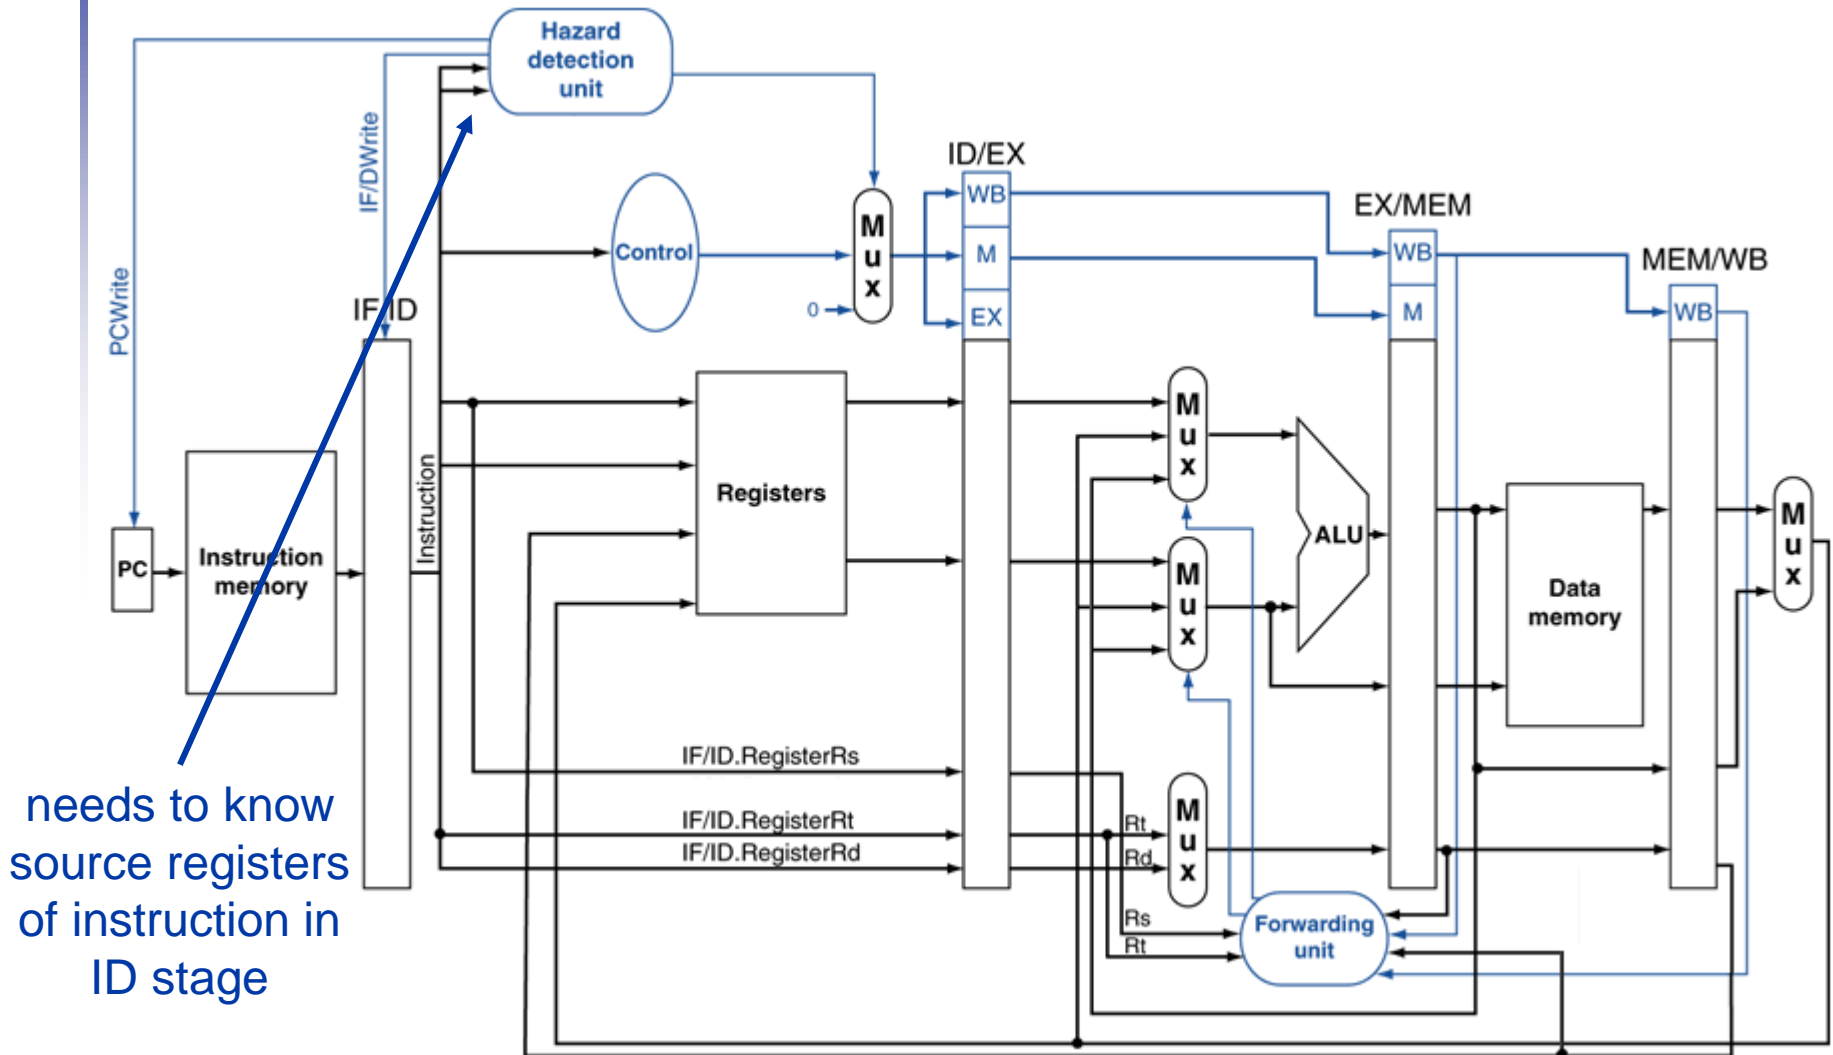 Hazard
detection
unit
ID/EX
IF/DWrite
WB
EX/MEM
M
u
x
Control
M
WB
MEM/WB
PCWrite
0
EX
M
WB
IF/ID
M
u
x
Instruction
Registers
M
u
x
PC
Instruction
memory
ALU
M
u
x
Data
memory
IF/ID.RegisterRs
needs to know
source registers
of instruction in
ID stage
IF/ID.RegisterRt
IF/ID.RegisterRd
Rt
Rd
M
u
x
Rs
Rt
Forwarding
unit